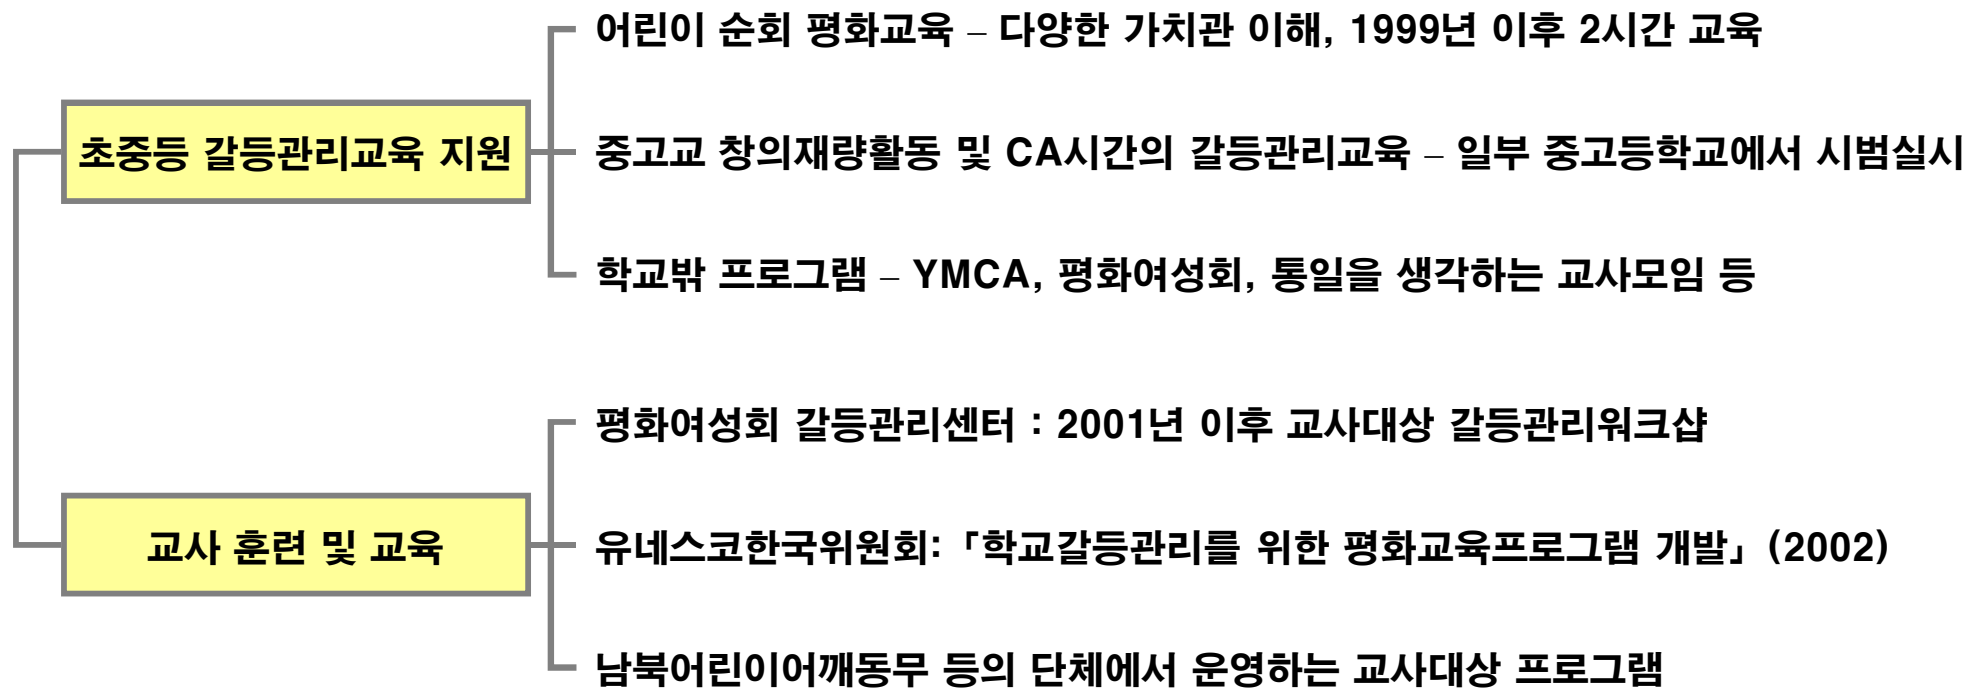 어린이 순회 평화교육 – 다양한 가치관 이해, 1999년 이후 2시간 교육
초중등 갈등관리교육 지원
중고교 창의재량활동 및 CA시간의 갈등관리교육 – 일부 중고등학교에서 시범실시
학교밖 프로그램 – YMCA, 평화여성회, 통일을 생각하는 교사모임 등
평화여성회 갈등관리센터 : 2001년 이후 교사대상 갈등관리워크샵
교사 훈련 및 교육
유네스코한국위원회:「학교갈등관리를 위한 평화교육프로그램 개발」(2002)
남북어린이어깨동무 등의 단체에서 운영하는 교사대상 프로그램